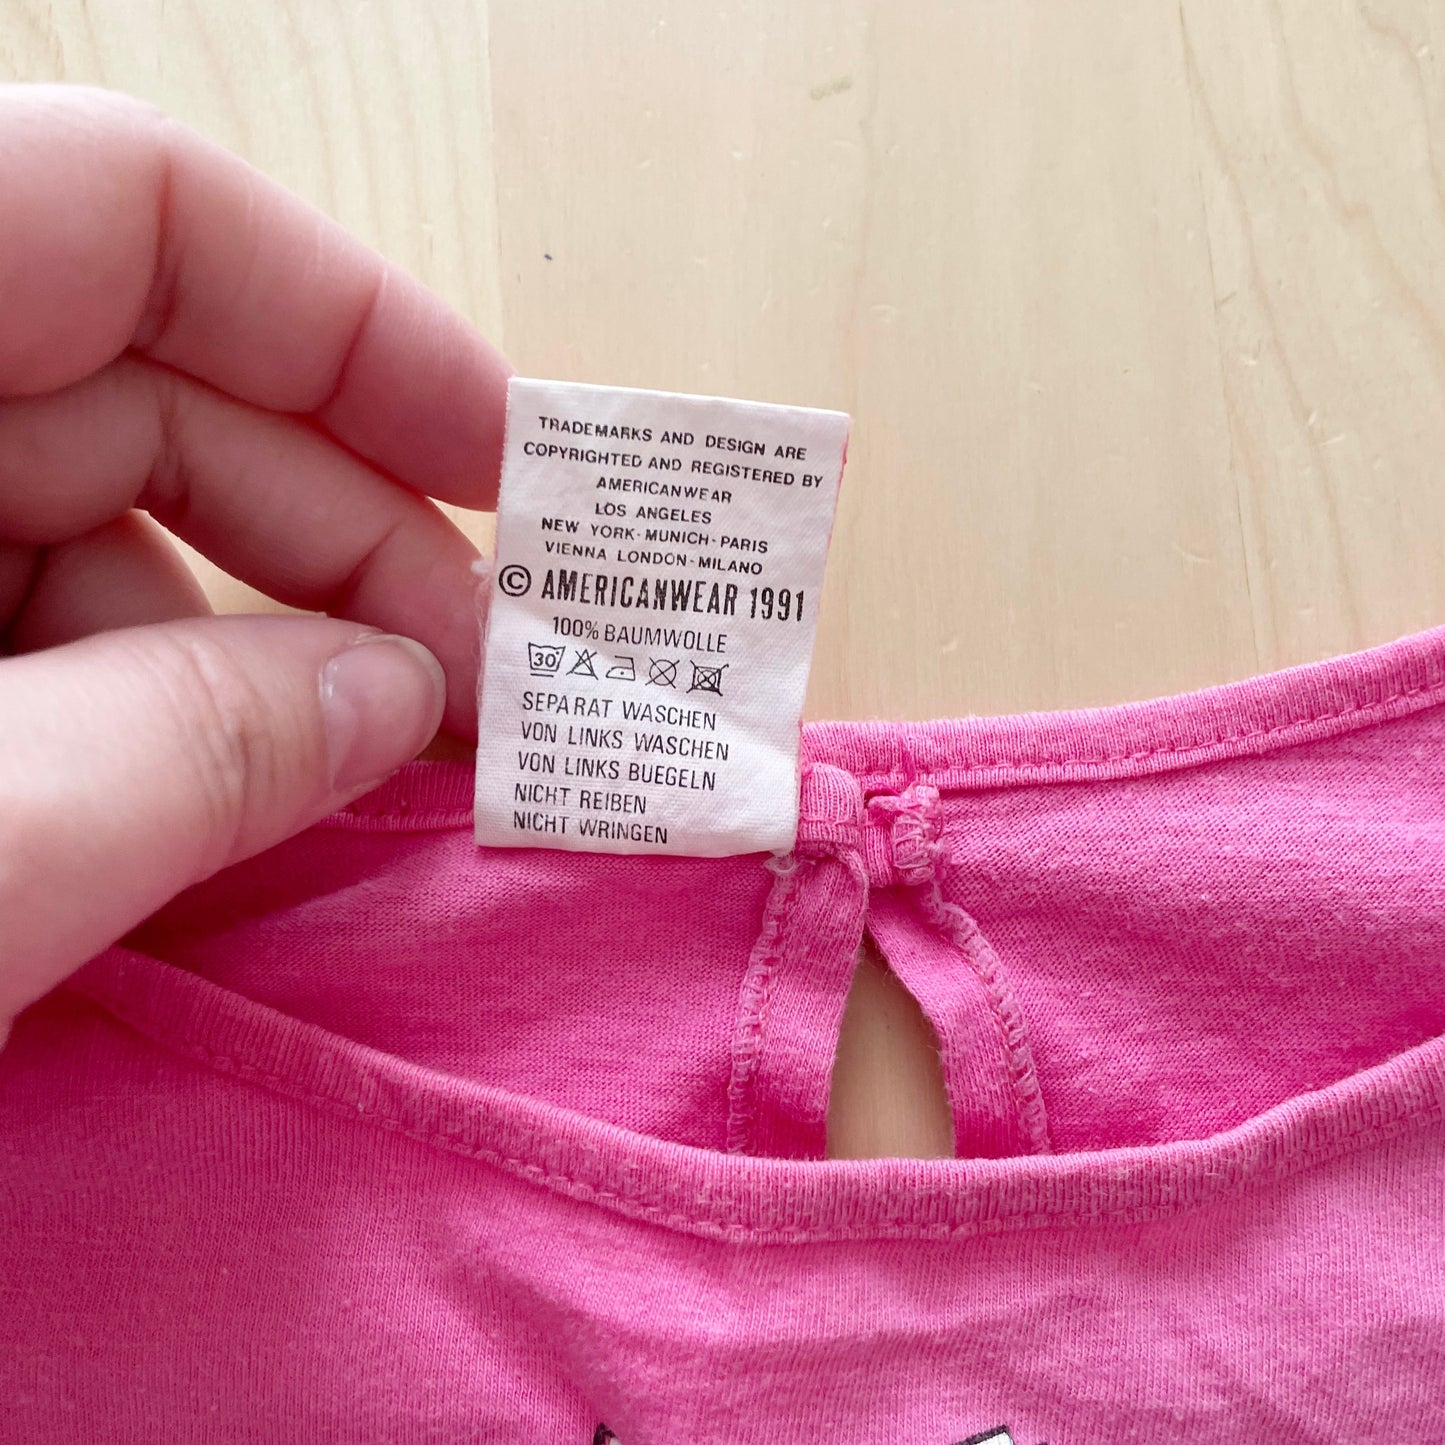 TRADEMARKS AND DESIGN ARE
COPYRIGHTED AND REGISTERED BY
AMERICANWEAR
LOS ANGELES
NEW YORK-MUNICH-PARIS
VIENNA LONDON-MILANO
© AMERICANWEAR 1991
100% BAUMWOLLE
30
SEPARAT WASCHEN
VON LINKS WASCHEN
VON LINKS BUEGELN
NICHT REIBEN
NICHT WRINGEN